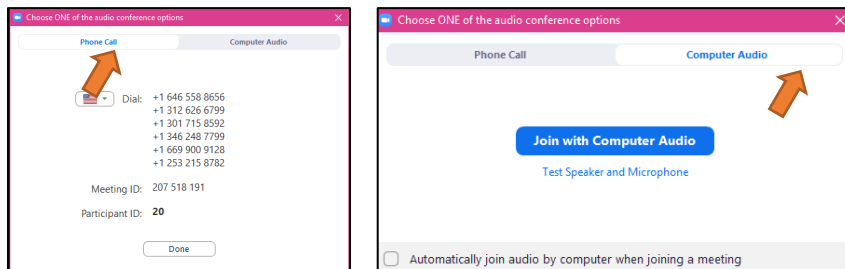 Choose ONE of the audio conference options
Phone Call Computer Audio
Dial: +1 646 558 8656
+1 312 626 6799
+1 301 715 8592
+1 346 248 7799
+1 669 900 9128
+1 253 215 8782
Meeting ID: 207 518 191
Participant ID: 20
Done
Choose ONE of the audio conference options
Phone Call Computer Audio
Join with Computer Audio
Test Speaker and Microphone
Automatically join audio by computer when joining a meeting